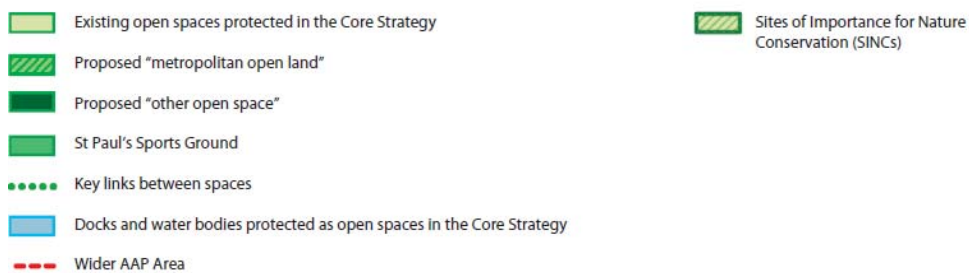 Existing open spaces protected in the Core Strategy
Proposed “metropolitan open land”
Proposed “other open space”
St Paul’s Sports Ground
Key links between spaces
Docks and water bodies protected as open spaces in the Core Strategy
Wider AAP Area
Sites of Importance for Nature
Conservation (SINCs)